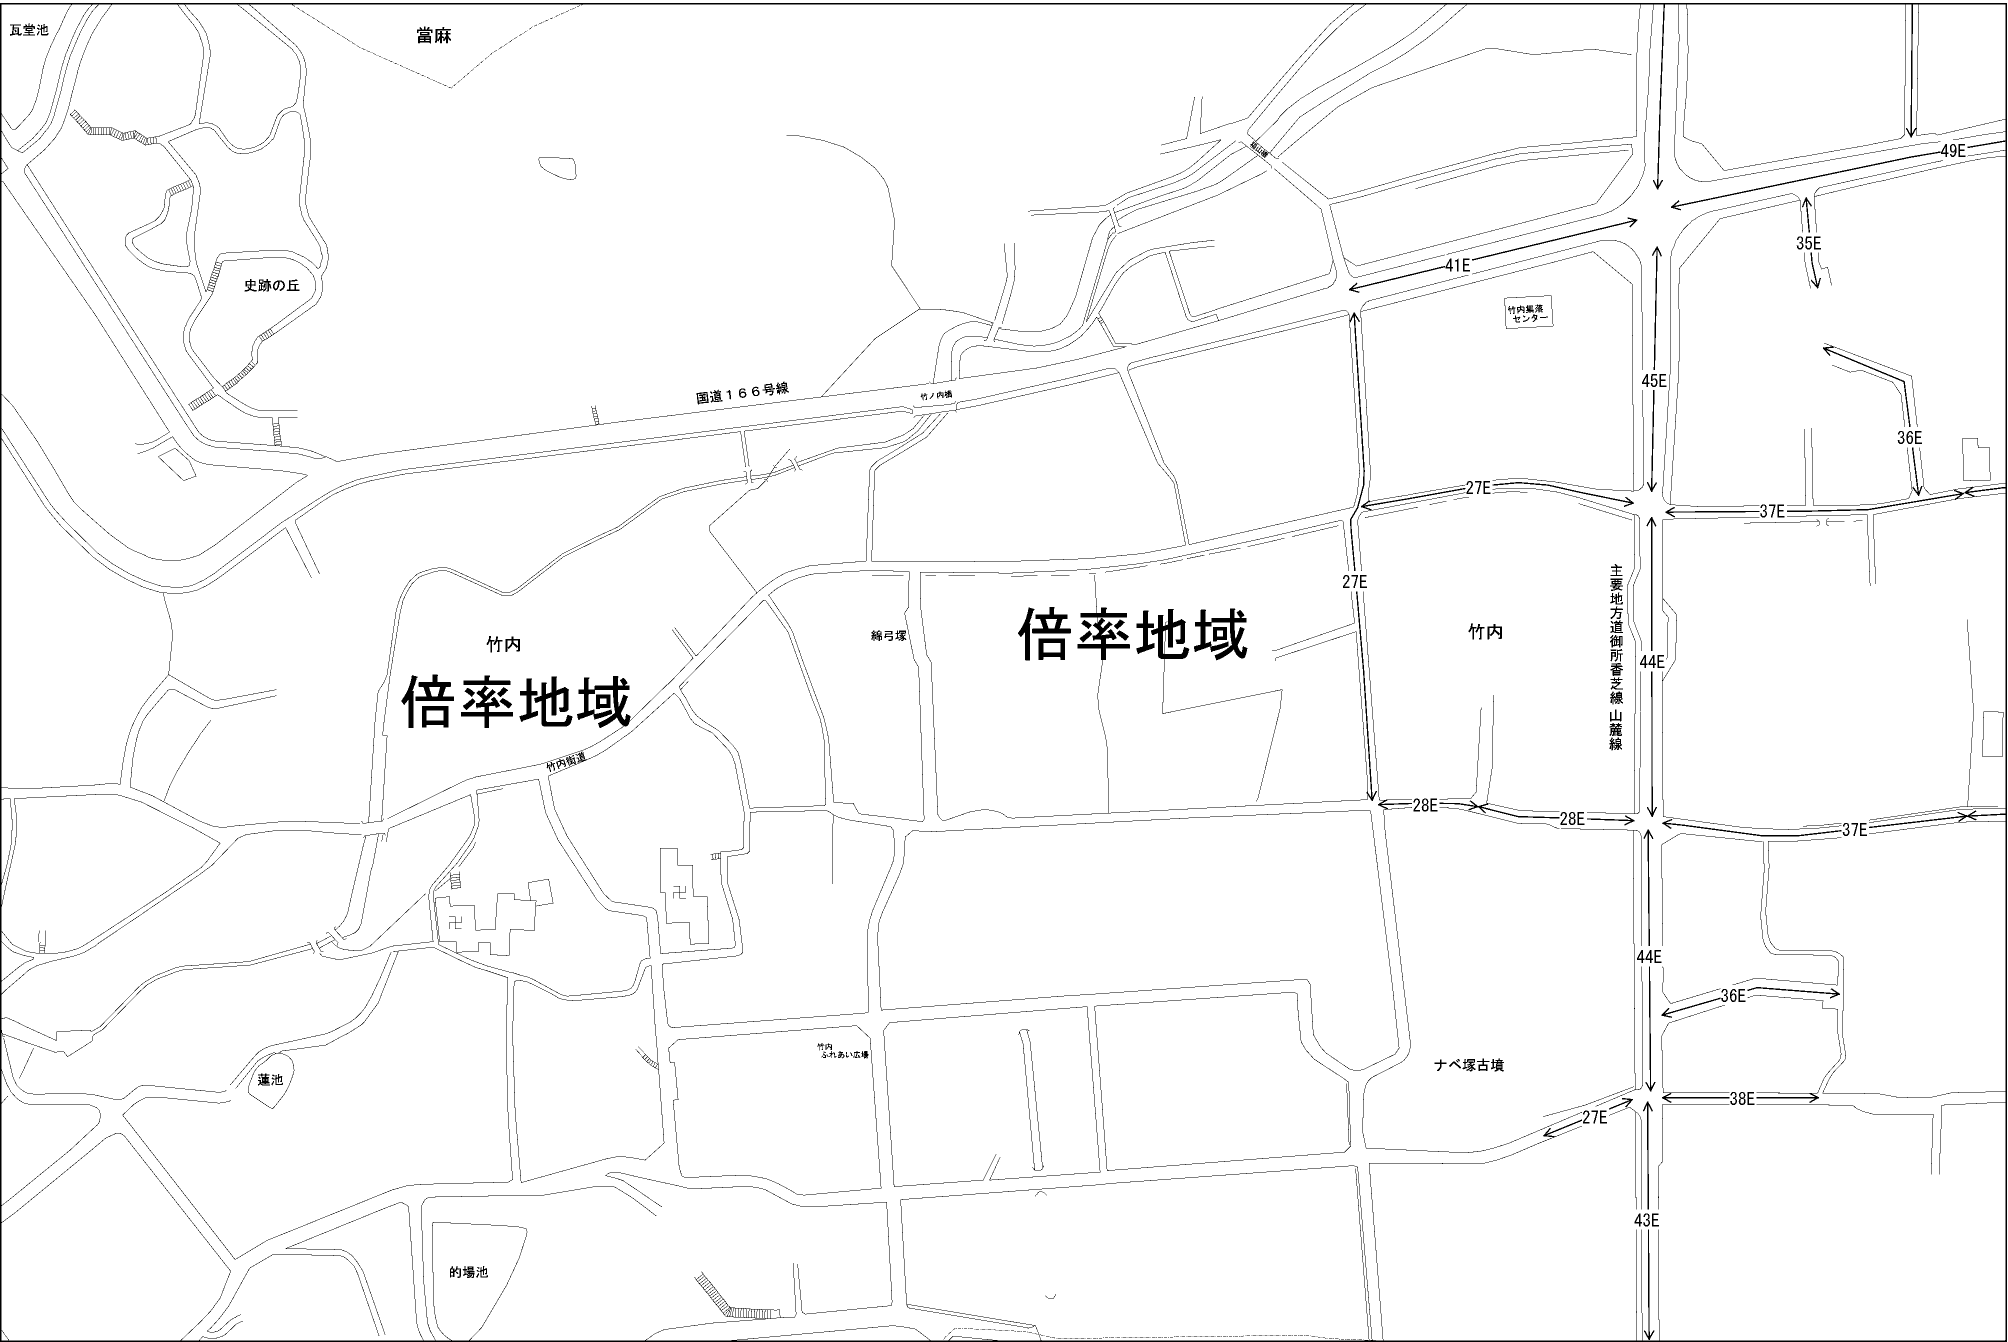 瓦堂池
當麻
福山橋
49E
35E
史跡の丘
41E
竹内集落
センター
45E
国道１６６号線
竹ノ内橋
36E
27E
37E
27E
主要地方道御所香芝線 山麓線
竹内
綿弓塚
倍率地域
竹内
44E
倍率地域
竹内街道
28E
28E
37E
44E
36E
竹内
ふれあい広場
ナベ塚古墳
蓮池
38E
27E
43E
的場池